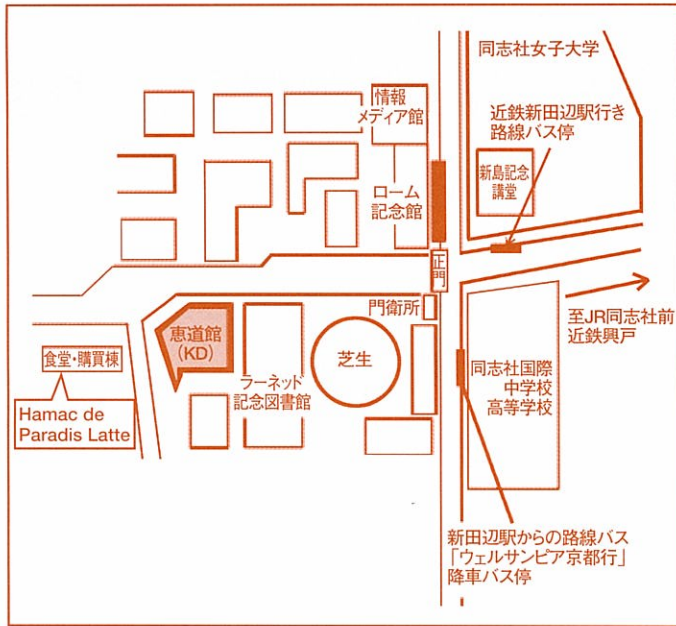 同志社女子大学
情報
メディア館
近鉄新田辺駅行き
路線バス停
新島記念
講堂
ローム
記念館
正門
門衛所
至JR同志社前
近鉄興戸
恵道館
(KD)
芝生
食堂・購買棟
ラーネッド
記念図書館
同志社国際
中学校
高等学校
Hamac de
Paradis Latte
新田辺駅からの路線バス
「ウェルサンピア京都行」
降車バス停